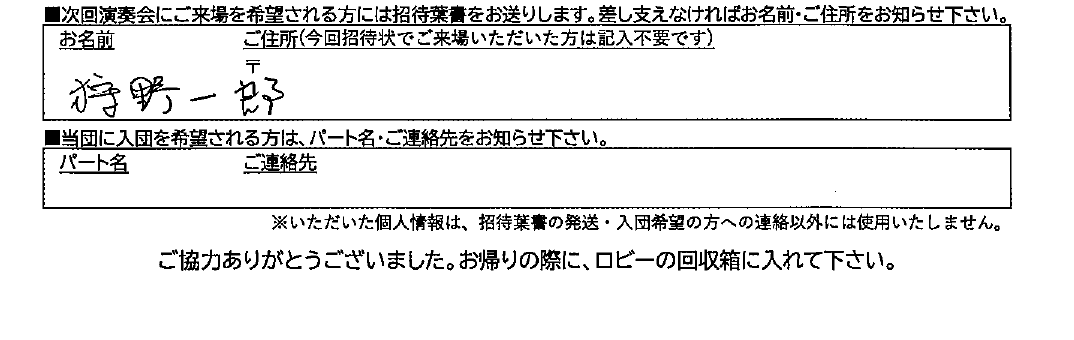 ■次回演奏会にご来場を希望される方には招待葉書をお送りします。差し支えなければお名前・ご住所をお知らせ下さい。
お名前 ご住所(今回招待状でご来場いただいた方は記入不要です)
〒
狩野一郎
■当団に入団を希望される方は、パート名・ご連絡先をお知らせ下さい。
パート名 ご連絡先
※いただいた個人情報は、招待葉書の発送・入団希望の方への連絡以外には使用いたしません。
ご協力ありがとうございました。お帰りの際に、ロビーの回収箱に入れて下さい。